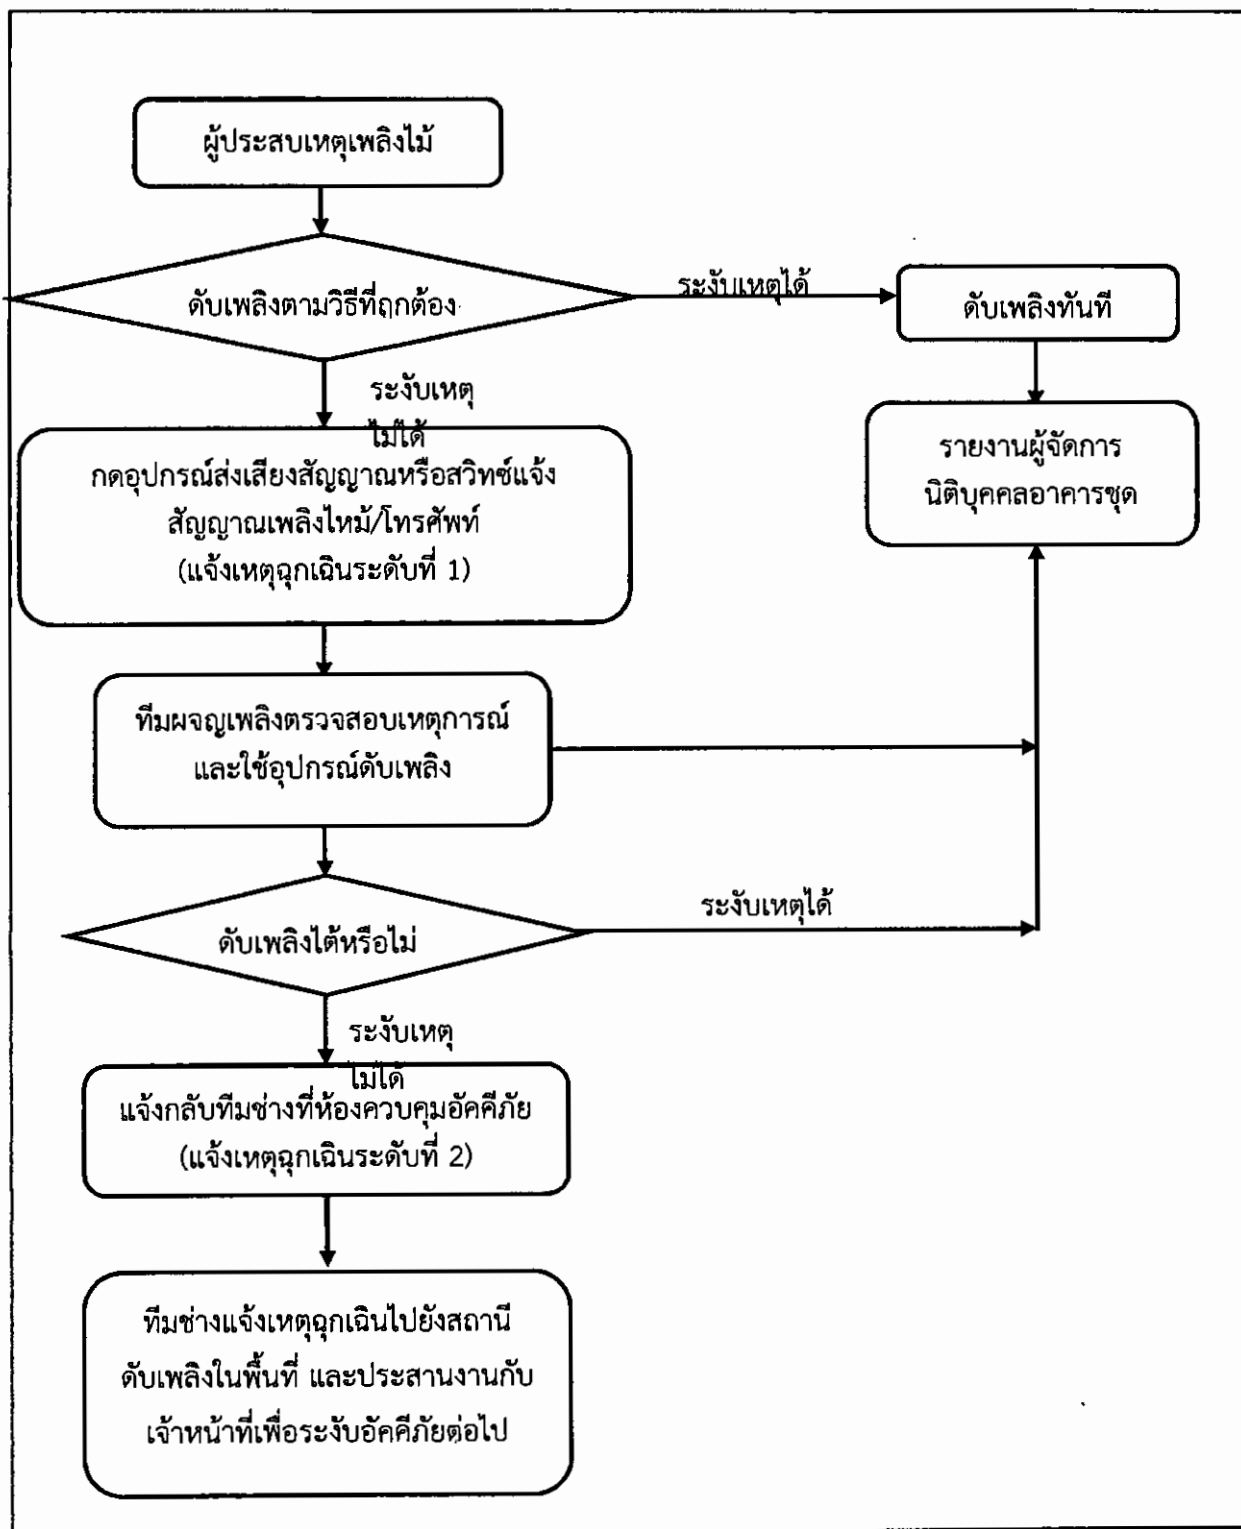 ผู้ประสบเหตุเพลิงไม้
ดับเพลิงตามวิธีที่ถูกต้อง
ระงับเหตุได้
ดับเพลิงทันที
ระงับเหตุ
ไม่ได้
รายงานผู้จัดการ
นิติบุคคลอาคารชุด
กดอุปกรณ์ส่งเสียงสัญญาณหรือสวิทซ์แจ้ง
สัญญาณเพลิงไหม้/โทรศัพท์
(แจ้งเหตุฉุกเฉินระดับที่ 1)
ทีมผจญเพลิงตรวจสอบเหตุการณ์
และใช้อุปกรณ์ดับเพลิง
ดับเพลิงได้หรือไม่
ระงับเหตุได้
ระงับเหตุ
ไม่ได้
แจ้งกลับทีมช่างที่ห้องควบคุมอัคคีภัย
(แจ้งเหตุฉุกเฉินระดับที่ 2)
ทีมช่างแจ้งเหตุฉุกเฉินไปยังสถานี
ดับเพลิงในพื้นที่ และประสานงานกับ
เจ้าหน้าที่เพื่อระงับอัคคีภัยต่อไป